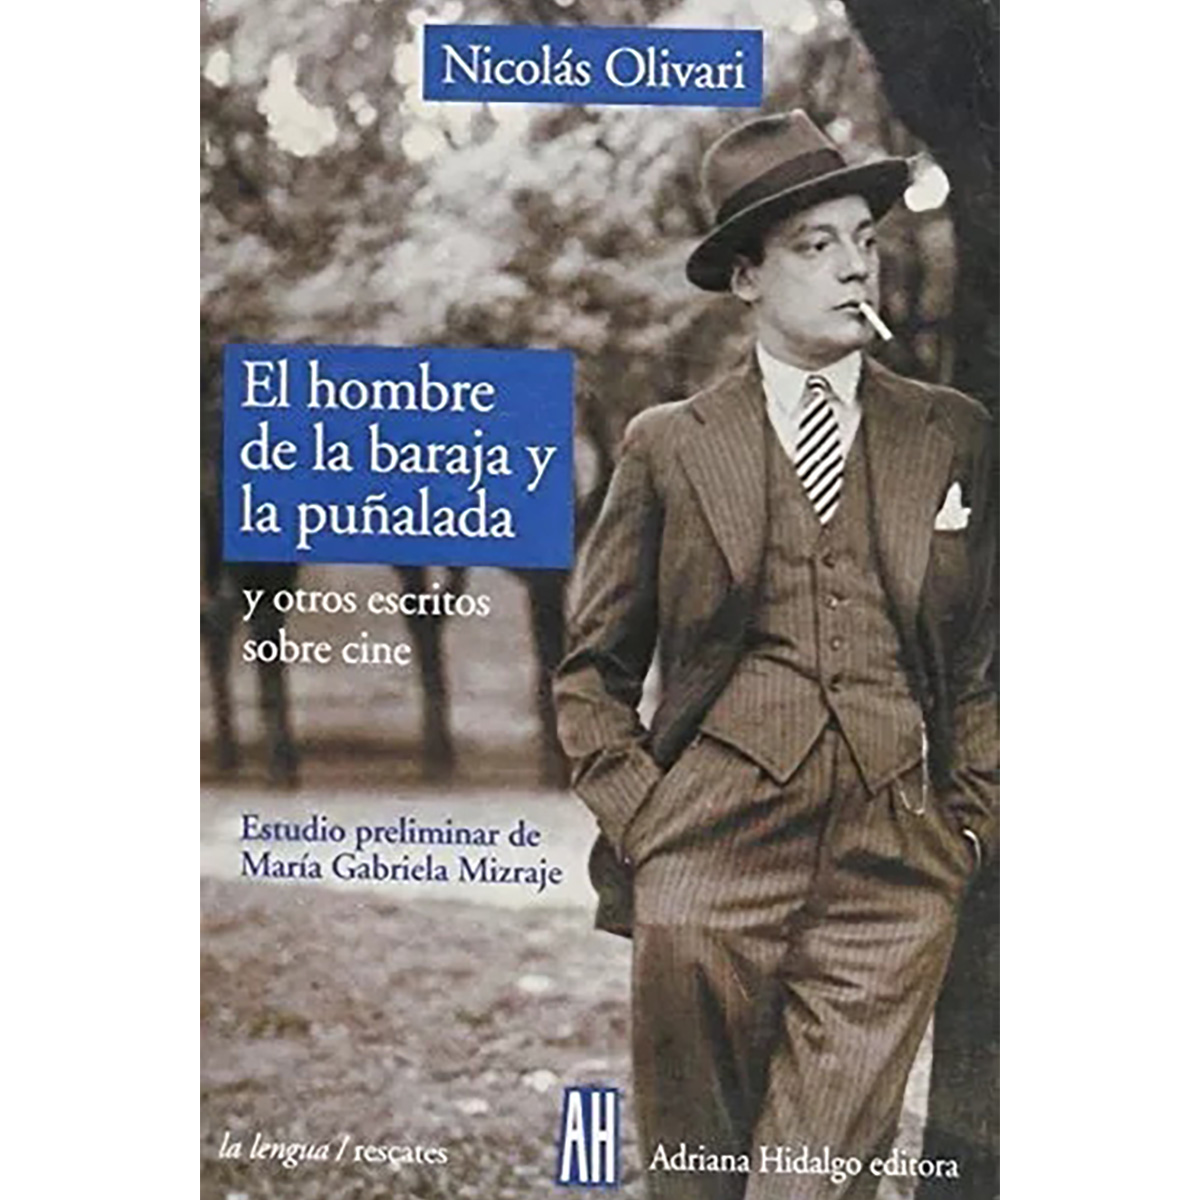 Nicolás Olivari
El hombre
de la baraja y
la puñalada
y otros escritos
sobre cine
Estudio preliminar de
María Gabriela Mizraje
la lengua / rescates
AH
Adriana Hidalgo editora